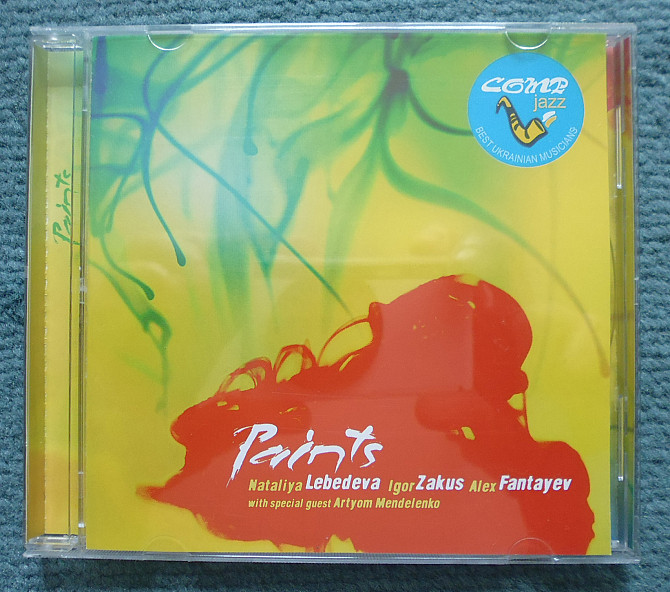 COMP
jazz
BEST UKRAINIAN MUSICIANS
Paints
Paints
Nataliya Lebedeva Igor Zakus Alex Fantayev
with special guest Artyom Mendelenko